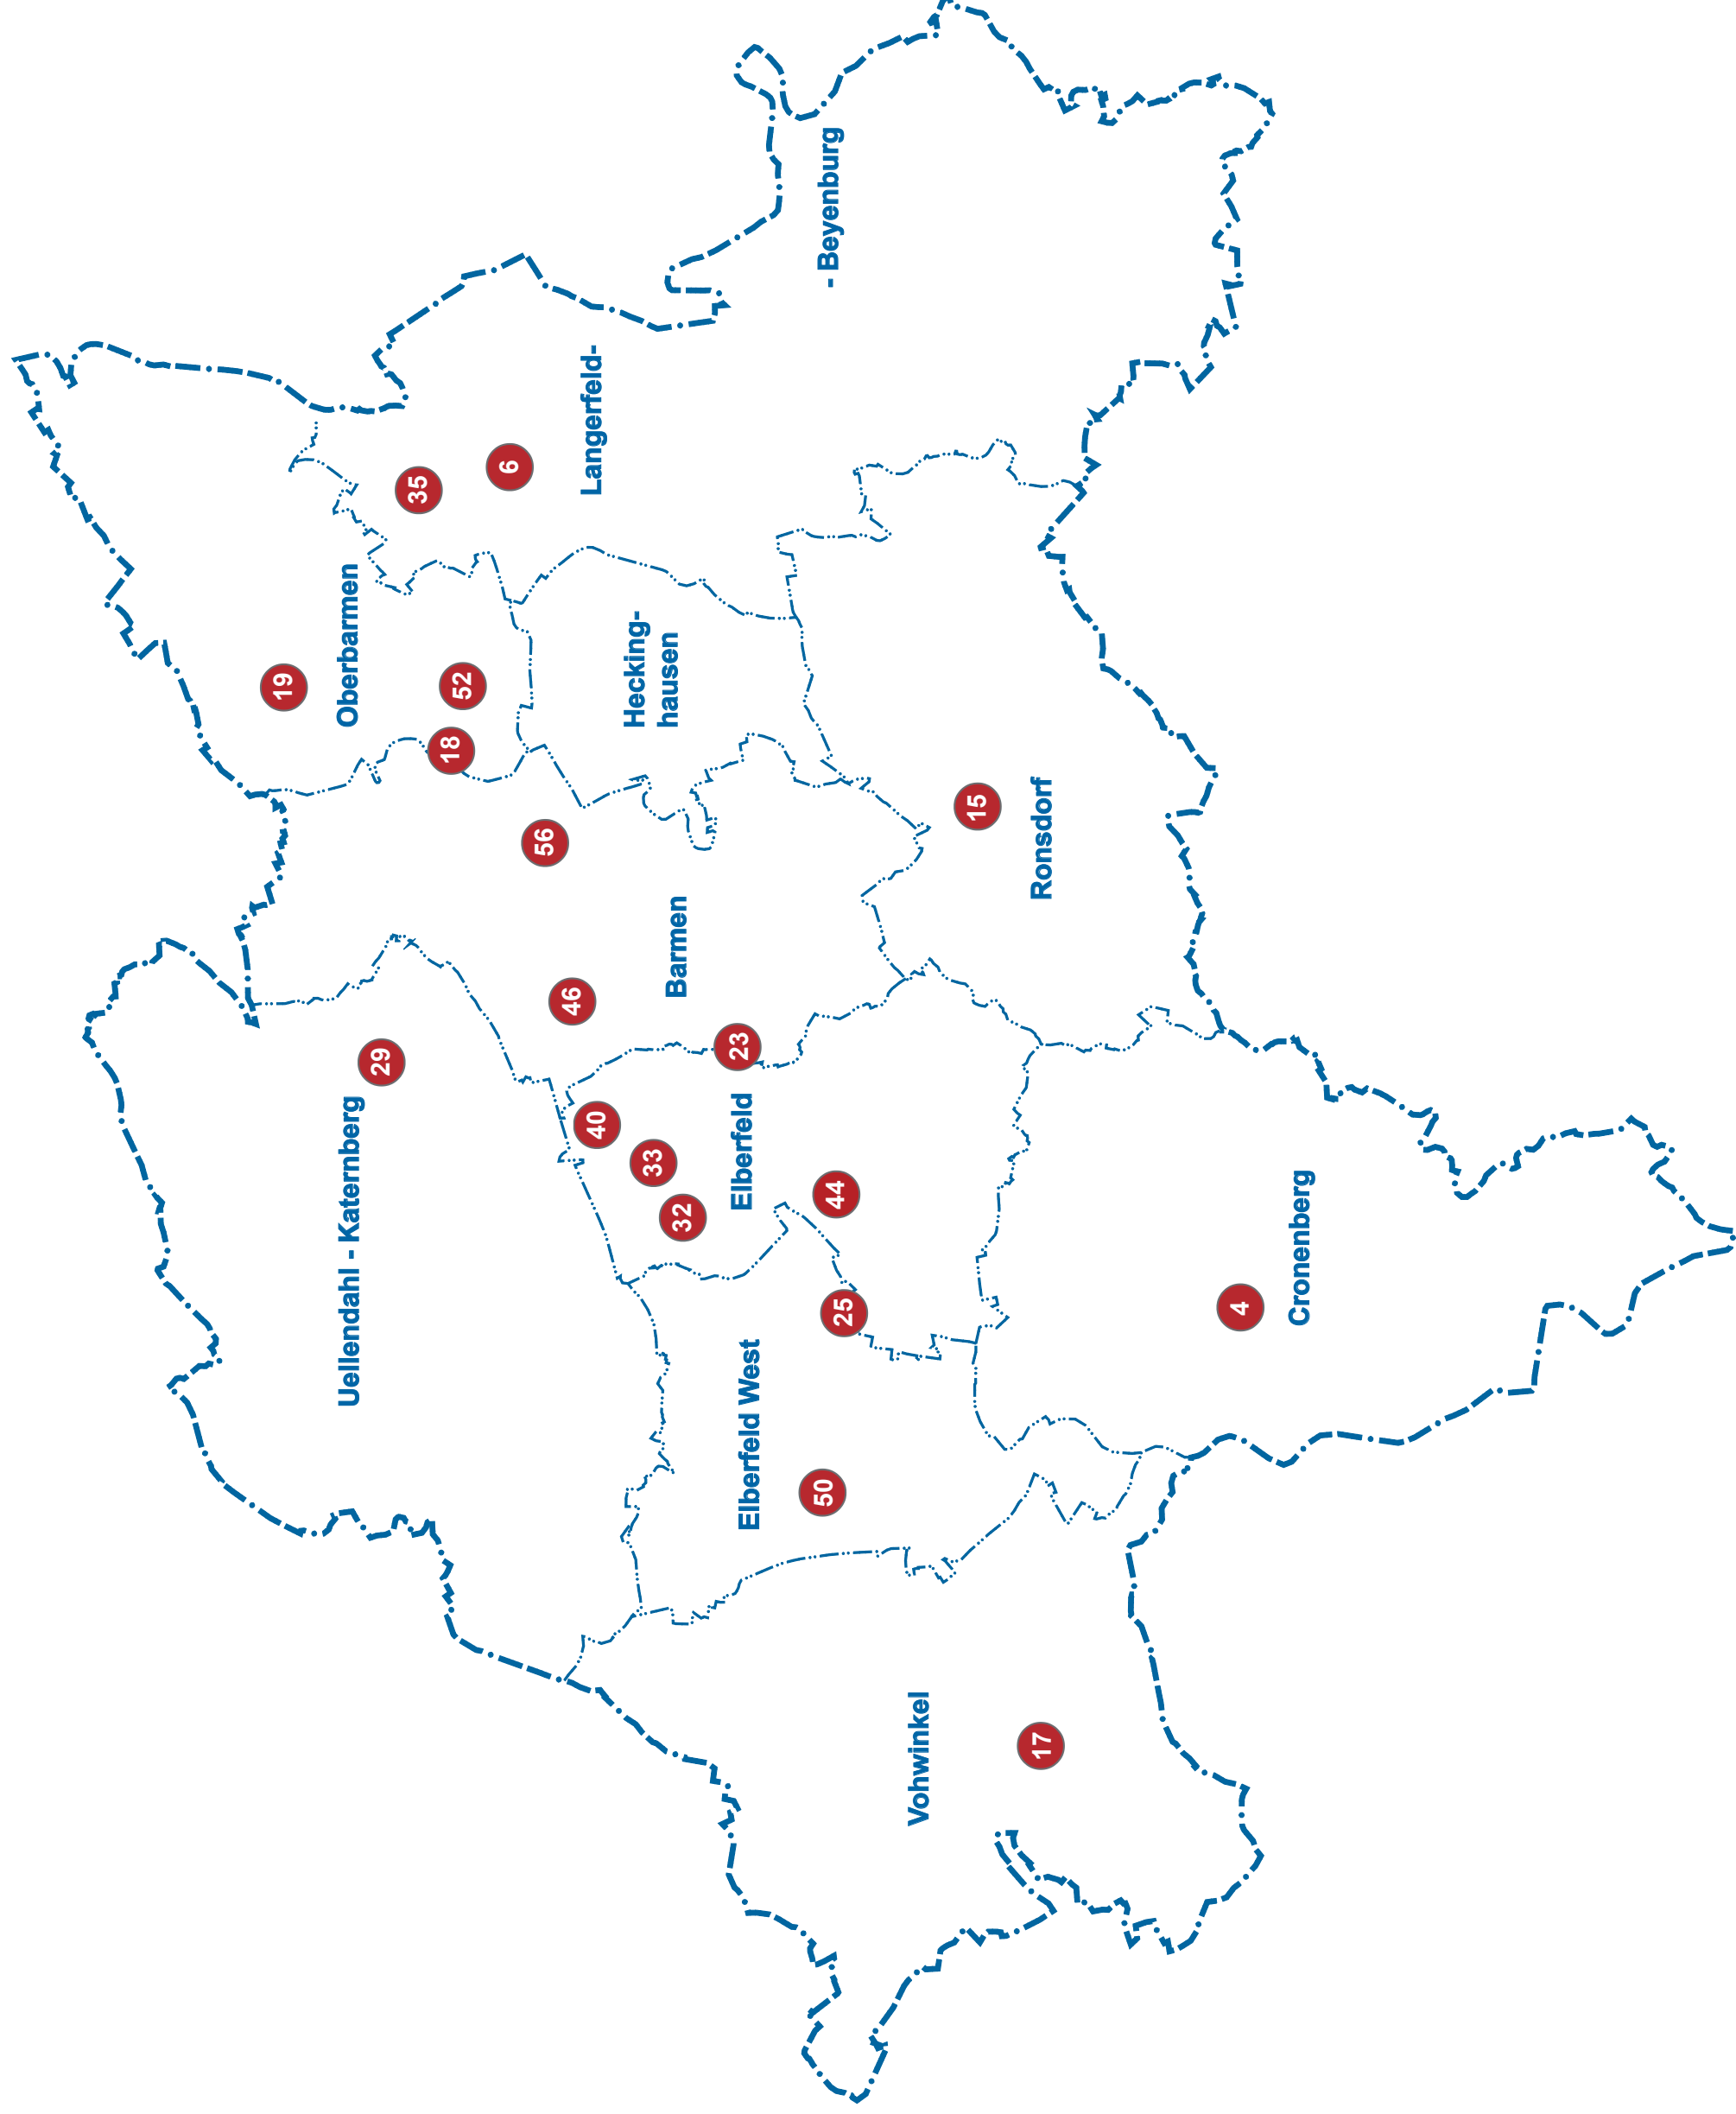 19
Oberbarmen
35
6
Langerfeld-
- Beyenburg
52
18
Hecking-
hausen
56
Barmen
46
29
Uellendahl - Katernberg
40
33
32
23
Elberfeld
44
25
Elberfeld West
50
15
Ronsdorf
4
Cronenberg
Vohwinkel
17